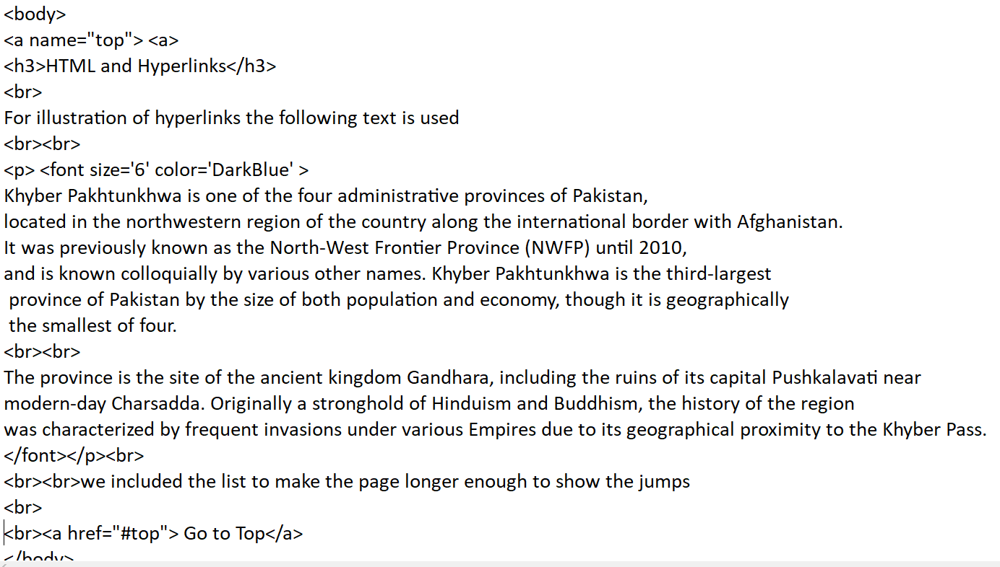 <body>
<a name="top"> <a>
<h3>HTML and Hyperlinks</h3>
<br>
For illustration of hyperlinks the following text is used
<br><br>
<p> <font size='6' color='DarkBlue' >
Khyber Pakhtunkhwa is one of the four administrative provinces of Pakistan,
located in the northwestern region of the country along the international border with Afghanistan.
It was previously known as the North-West Frontier Province (NWFP) until 2010,
and is known colloquially by various other names. Khyber Pakhtunkhwa is the third-largest
province of Pakistan by the size of both population and economy, though it is geographically
the smallest of four.
<br><br>
The province is the site of the ancient kingdom Gandhara, including the ruins of its capital Pushkalavati near
modern-day Charsadda. Originally a stronghold of Hinduism and Buddhism, the history of the region
was characterized by frequent invasions under various Empires due to its geographical proximity to the Khyber Pass.
</font></p><br>
<br><br>we included the list to make the page longer enough to show the jumps
<br>
<br><a href="#top"> Go to Top</a>
</body>